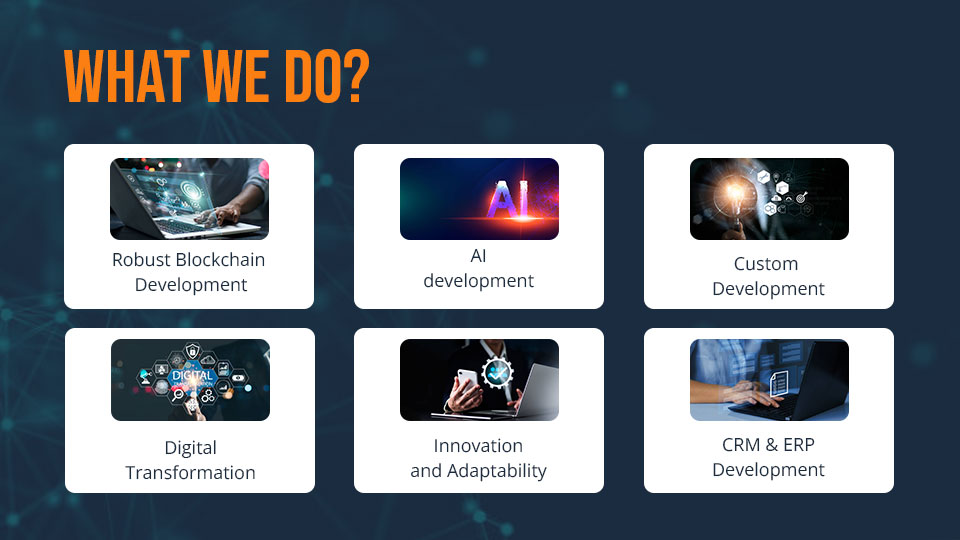 WHAT WE DO?
Robust Blockchain
Development
AI
AI
development
Custom
Development
DIGITAL
TRANSFORMATION
Digital
Transformation
Innovation
and Adaptability
CRM & ERP
Development